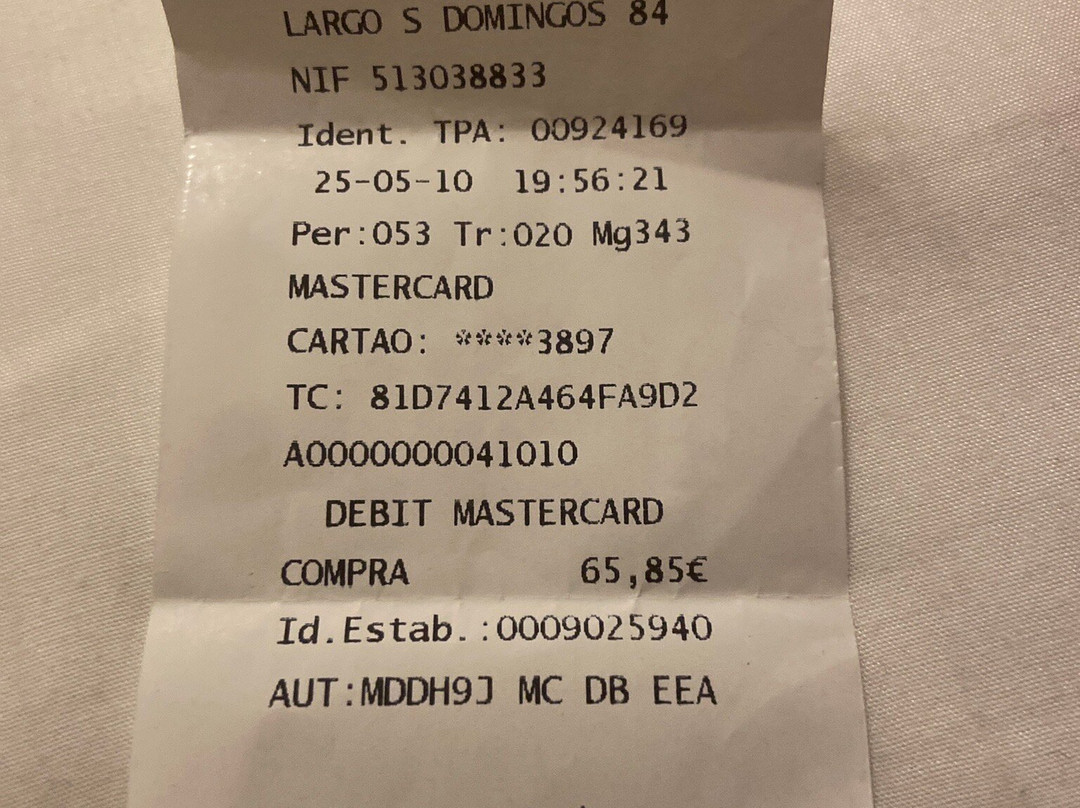 LARGO S DOMINGOS 84
NIF 513038833
Ident. TPA: 00924169
25-05-10 19:56:21
Per:053 Tr:020 Mg343
MASTERCARD
CARTAO: ****3897
TC: 81D7412A464FA9D2
A0000000041010
DEBIT MASTERCARD
COMPRA 65,85€
Id.Estab.:0009025940
AUT:MDDH9J MC DB EEA